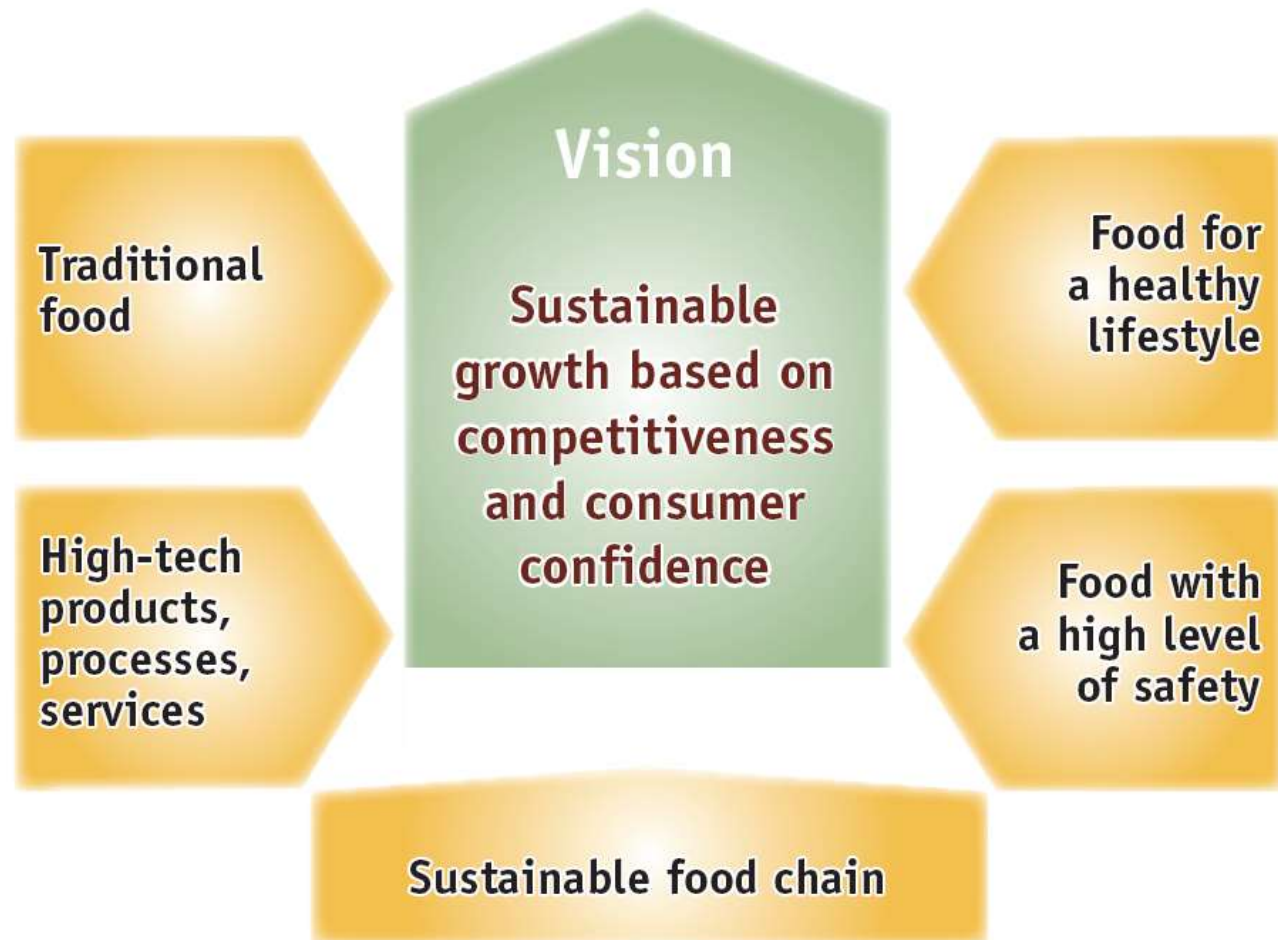 Vision
Sustainable
growth based on
competitiveness
and consumer
confidence
Traditional
food
High-tech
products,
processes,
services
Food for
a healthy
lifestyle
Food with
a high level
of safety
Sustainable food chain